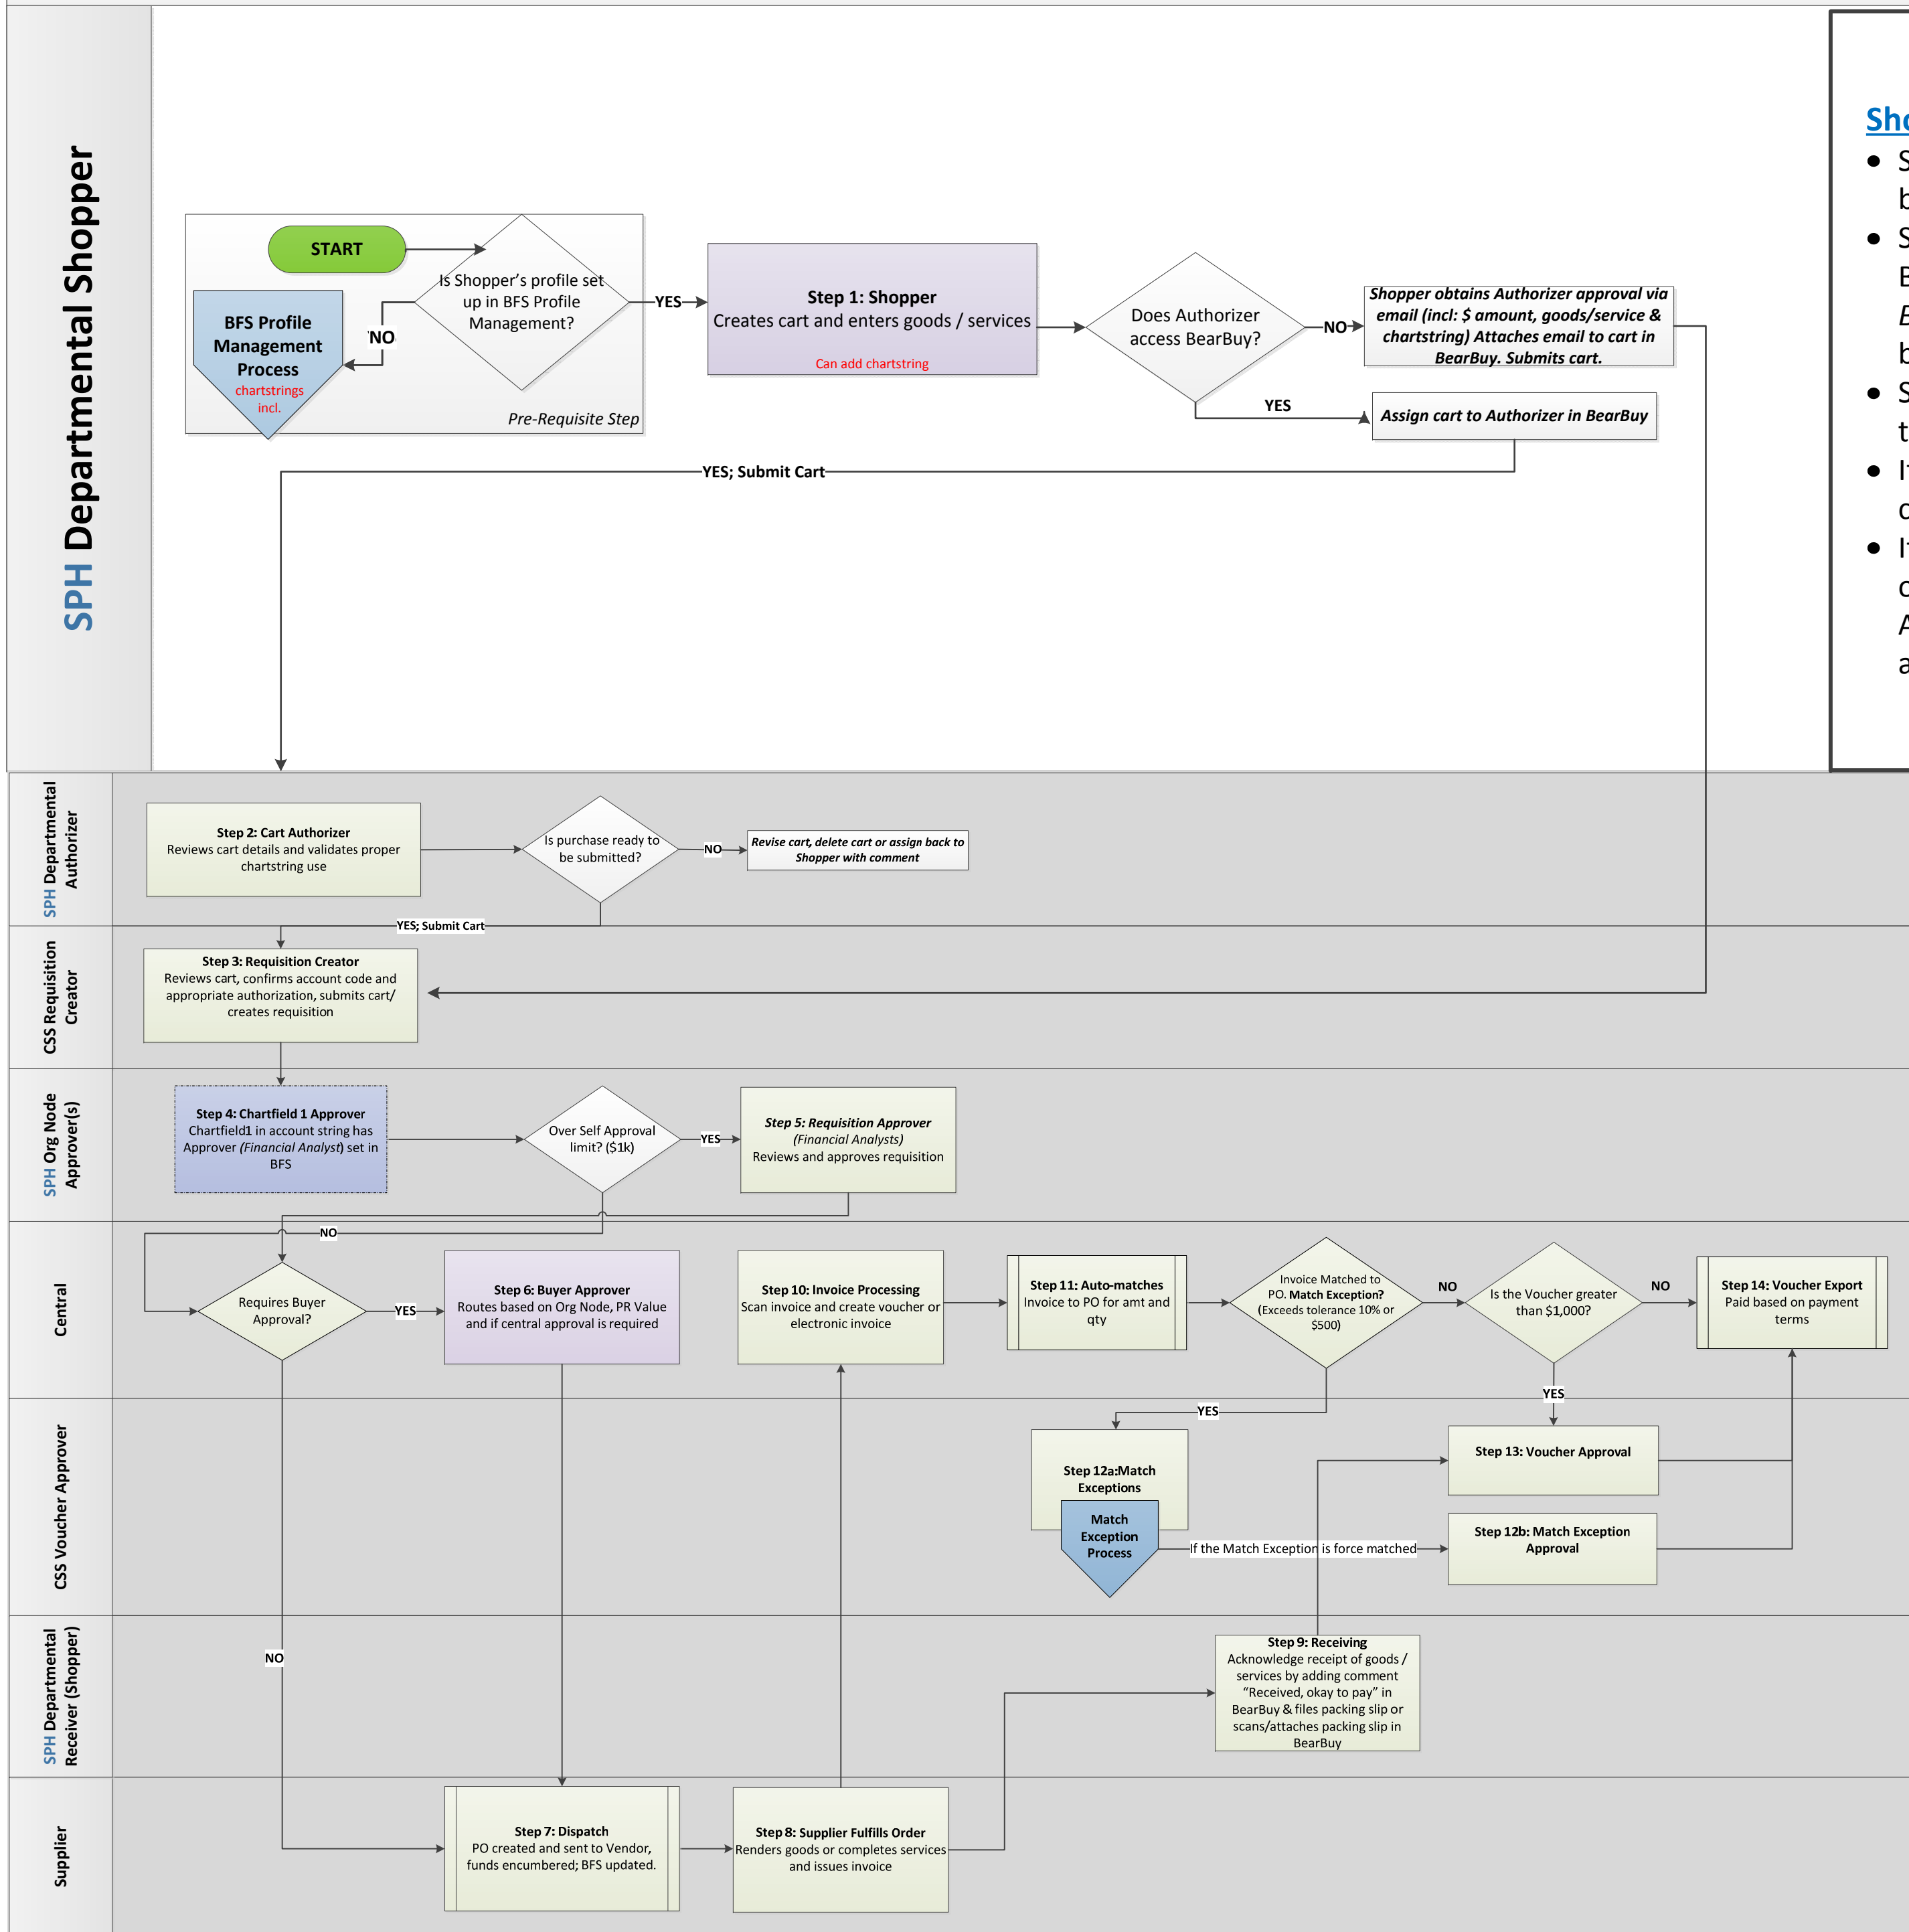 SPH Departmental Shopper
START
Is Shopper’s profile set
up in BFS Profile
Management?
NO
BFS Profile
Management
Process
chartstrings
incl.
Pre-Requisite Step
YES
Step 1: Shopper
Creates cart and enters goods / services
Can add chartstring
Does Authorizer
access BearBuy?
NO
Shopper obtains Authorizer approval via
email (incl: $ amount, goods/service &
chartstring) Attaches email to cart in
BearBuy. Submits cart.
YES
Assign cart to Authorizer in BearBuy
YES; Submit Cart
SPH Departmental
Authorizer
Step 2: Cart Authorizer
Reviews cart details and validates proper
chartstring use
Is purchase ready to
be submitted?
NO
Revise cart, delete cart or assign back to
Shopper with comment
YES; Submit Cart
CSS Requisition
Creator
Step 3: Requisition Creator
Reviews cart, confirms account code and
appropriate authorization, submits cart/
creates requisition
SPH Org Node
Approver(s)
Step 4: Chartfield 1 Approver
Chartfield1 in account string has
Approver (Financial Analyst) set in
BFS
Over Self Approval
limit? ($1k)
YES
Step 5: Requisition Approver
(Financial Analysts)
Reviews and approves requisition
NO
Central
Requires Buyer
Approval?
YES
Step 6: Buyer Approver
Routes based on Org Node, PR Value
and if central approval is required
Step 10: Invoice Processing
Scan invoice and create voucher or
electronic invoice
Step 11: Auto-matches
Invoice to PO for amt and
qty
Invoice Matched to
PO. Match Exception?
(Exceeds tolerance 10% or
$500)
NO
Is the Voucher greater
than $1,000?
NO
Step 14: Voucher Export
Paid based on payment
terms
YES
YES
CSS Voucher Approver
Step 12a:Match
Exceptions
Match
Exception
Process
If the Match Exception is force matched
Step 13: Voucher Approval
Step 12b: Match Exception
Approval
NO
SPH Departmental
Receiver (Shopper)
Step 9: Receiving
Acknowledge receipt of goods /
services by adding comment
“Received, okay to pay” in
BearBuy & files packing slip or
scans/attaches packing slip in
BearBuy
Supplier
Step 7: Dispatch
PO created and sent to Vendor,
funds encumbered; BFS updated.
Step 8: Supplier Fulfills Order
Renders goods or completes services
and issues invoice